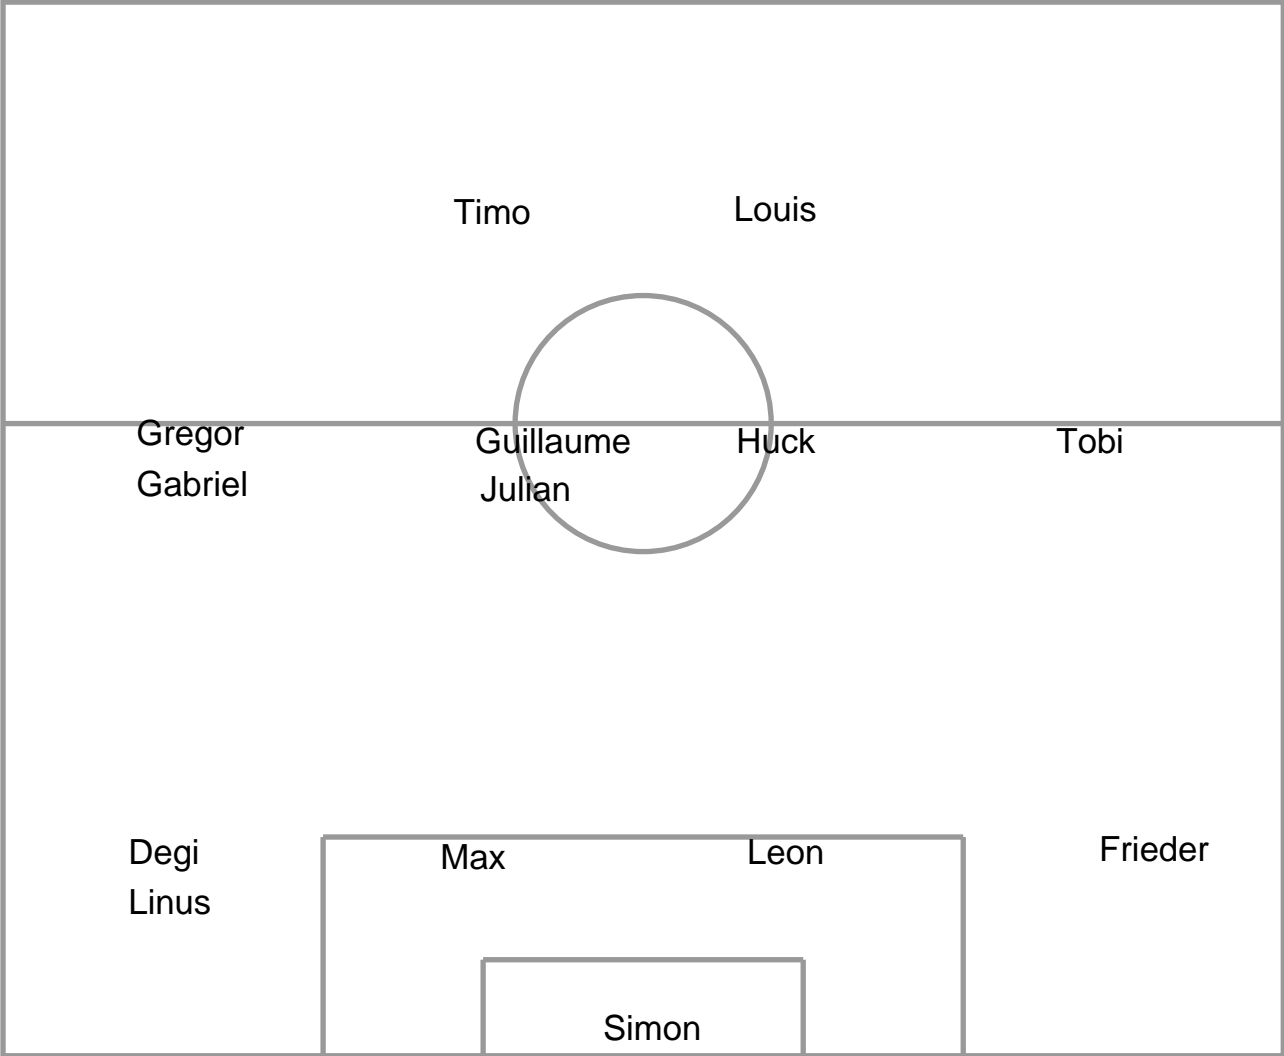 Timo Louis
Gregor Guillaume Huck Tobi
Gabriel Julian
Degi Max Leon Frieder
Linus
Simon